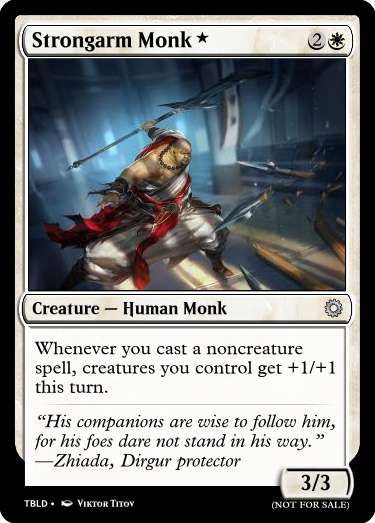 Strongarm Monk ★ 2
Creature — Human Monk
Whenever you cast a noncreature
spell, creatures you control get +1/+1
this turn.
“His companions are wise to follow him,
for his foes dare not stand in his way.”
—Zhiada, Dirgur protector
3/3
TBLD • Viktor Titov (NOT FOR SALE)